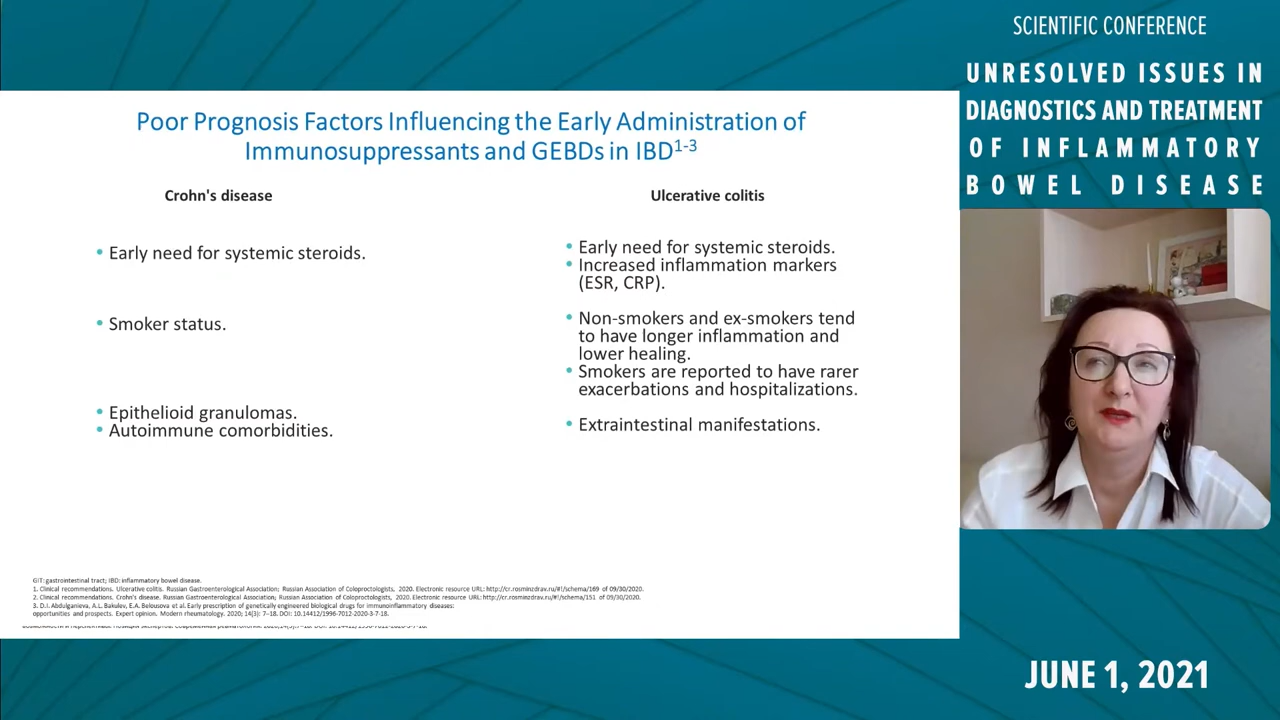 SCIENTIFIC CONFERENCE
UNRESOLVED ISSUES IN
DIAGNOSTICS AND TREATMENT
OF INFLAMMATORY
BOWEL DISEASE
Poor Prognosis Factors Influencing the Early Administration of
Immunosuppressants and GEBDs in IBD1-3
Crohn's disease
• Early need for systemic steroids.
• Smoker status.
• Epithelioid granulomas.
• Autoimmune comorbidities.
Ulcerative colitis
• Early need for systemic steroids.
• Increased inflammation markers
(ESR, CRP).
• Non-smokers and ex-smokers tend
to have longer inflammation and
lower healing.
• Smokers are reported to have rarer
exacerbations and hospitalizations.
• Extraintestinal manifestations.
GIT: gastrointestinal tract; IBD: inflammatory bowel disease.
1. Clinical recommendations. Ulcerative colitis. Russian Gastroenterological Association; Russian Association of Coloproctologists, 2020. Electronic resource URL: http://cr.rosminzdrav.ru/#!/schema/169 of 09/30/2020.
2. Clinical recommendations. Crohn's disease. Russian Gastroenterological Association; Russian Association of Coloproctologists, 2020. Electronic resource URL: http://cr.rosminzdrav.ru/#!/schema/151 of 09/30/2020.
3. D.I. Abdulganieva, A.L. Bakulev, E.A. Belousova et al. Early prescription of genetically engineered biological drugs for immunoinflammatory diseases:
opportunities and prospects. Expert opinion. Modern rheumatology. 2020; 14(3): 7–18. DOI: 10.14412/1996-7012-2020-3-7-18.
JUNE 1, 2021